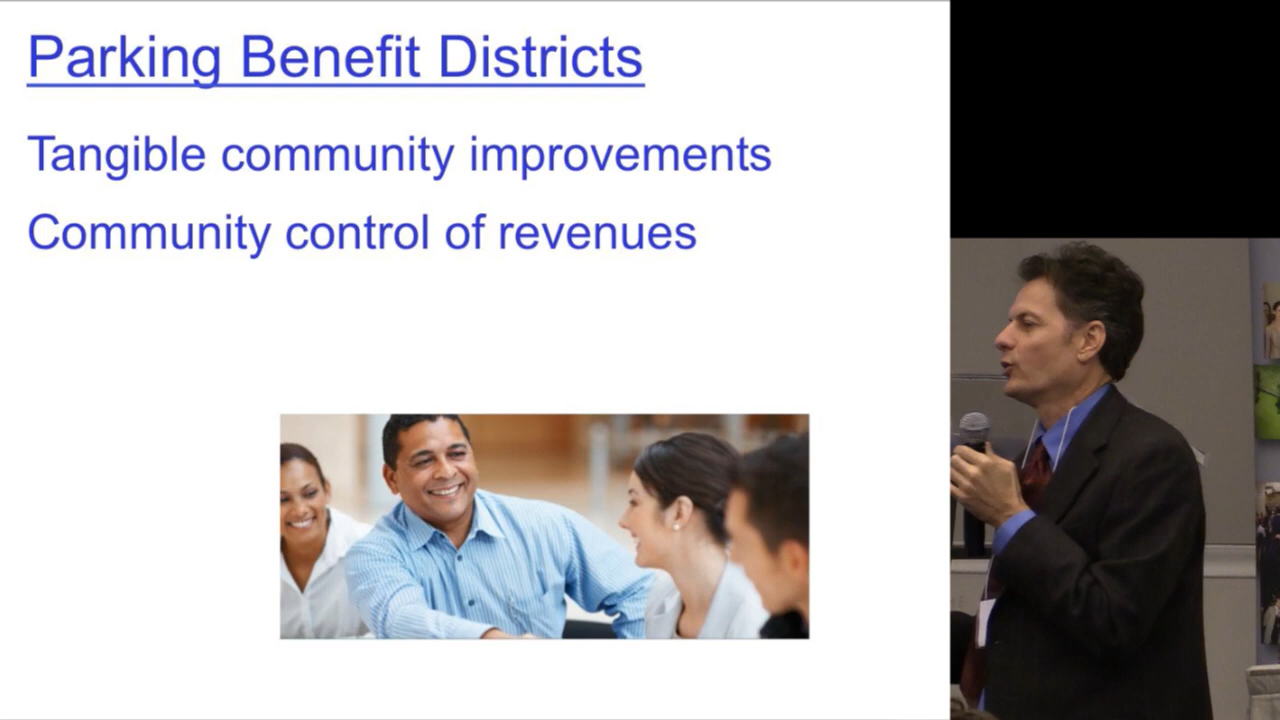 Parking Benefit Districts
Tangible community improvements
Community control of revenues